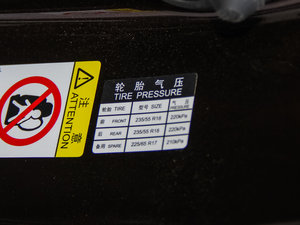 注意
ATTENTION
轮胎气压
TIRE PRESSURE
轮胎 TIRE 型号 SIZE 气压
前 FRONT 235/55 R18 220kPa
后 REAR 235/55 R18 220kPa
备用 SPARE 225/65 R17 210kPa